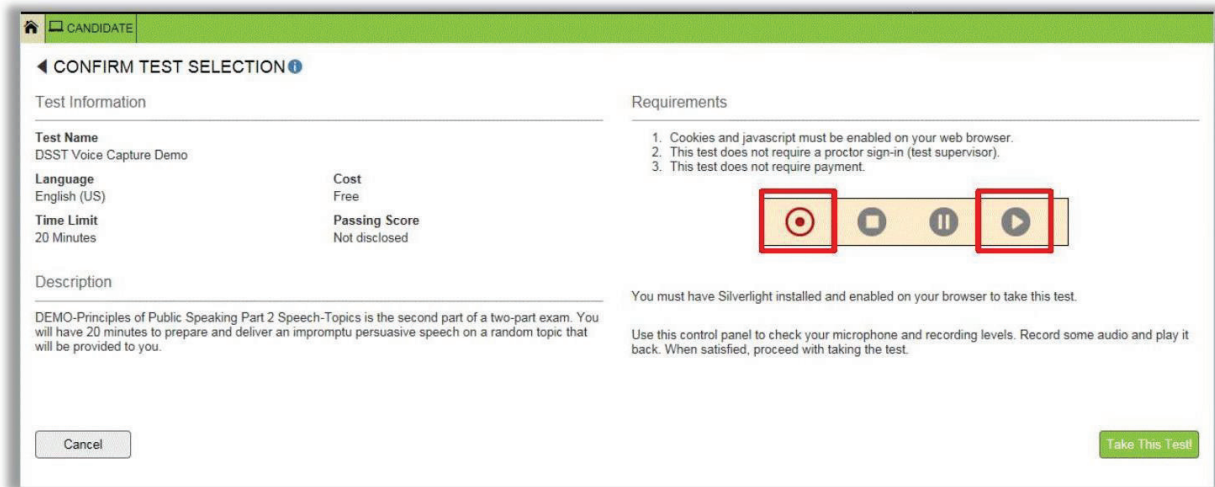 CANDIDATE
CONFIRM TEST SELECTION
Test Information
Test Name
DSST Voice Capture Demo
Language
English (US)
Cost
Free
Time Limit
20 Minutes
Passing Score
Not disclosed
Description
DEMO-Principles of Public Speaking Part 2 Speech-Topics is the second part of a two-part exam. You
will have 20 minutes to prepare and deliver an impromptu persuasive speech on a random topic that
will be provided to you.
Cancel
Requirements
1. Cookies and javascript must be enabled on your web browser.
2. This test does not require a proctor sign-in (test supervisor).
3. This test does not require payment.
You must have Silverlight installed and enabled on your browser to take this test.
Use this control panel to check your microphone and recording levels. Record some audio and play it
back. When satisfied, proceed with taking the test.
Take This Test!